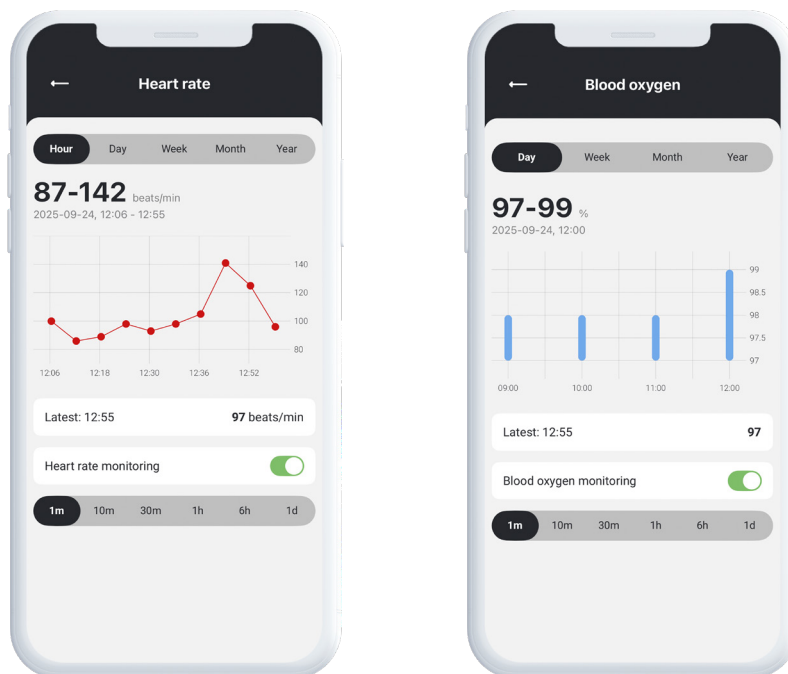 Heart rate
Hour Day Week Month Year
87-142 beats/min
2025-09-24, 12:06 - 12:55
140
120
100
80
12:06 12:18 12:30 12:36 12:52
Latest: 12:55 97 beats/min
Heart rate monitoring
1m 10m 30m 1h 6h 1d
Blood oxygen
Day Week Month Year
97-99 %
2025-09-24, 12:00
99
98.5
98
97.5
97
09:00 10:00 11:00 12:00
Latest: 12:55 97
Blood oxygen monitoring
1m 10m 30m 1h 6h 1d